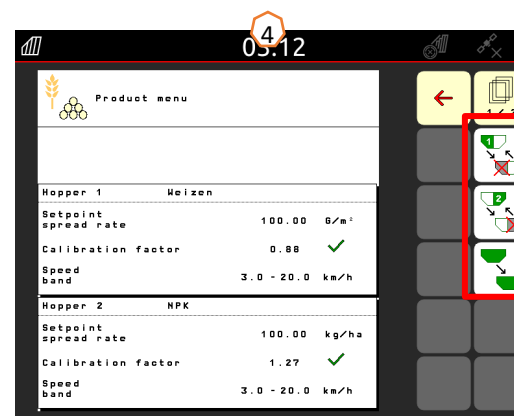 4
03:12
Product menu
1 / 2
1
2
Hopper 1 Weizen
Setpoint
spread rate 100.00 G/m²
Calibration factor 0.88
Speed
band 3.0 - 20.0 km/h
Hopper 2 NPK
Setpoint
spread rate 100.00 kg/ha
Calibration factor 1.27
Speed
band 3.0 - 20.0 km/h